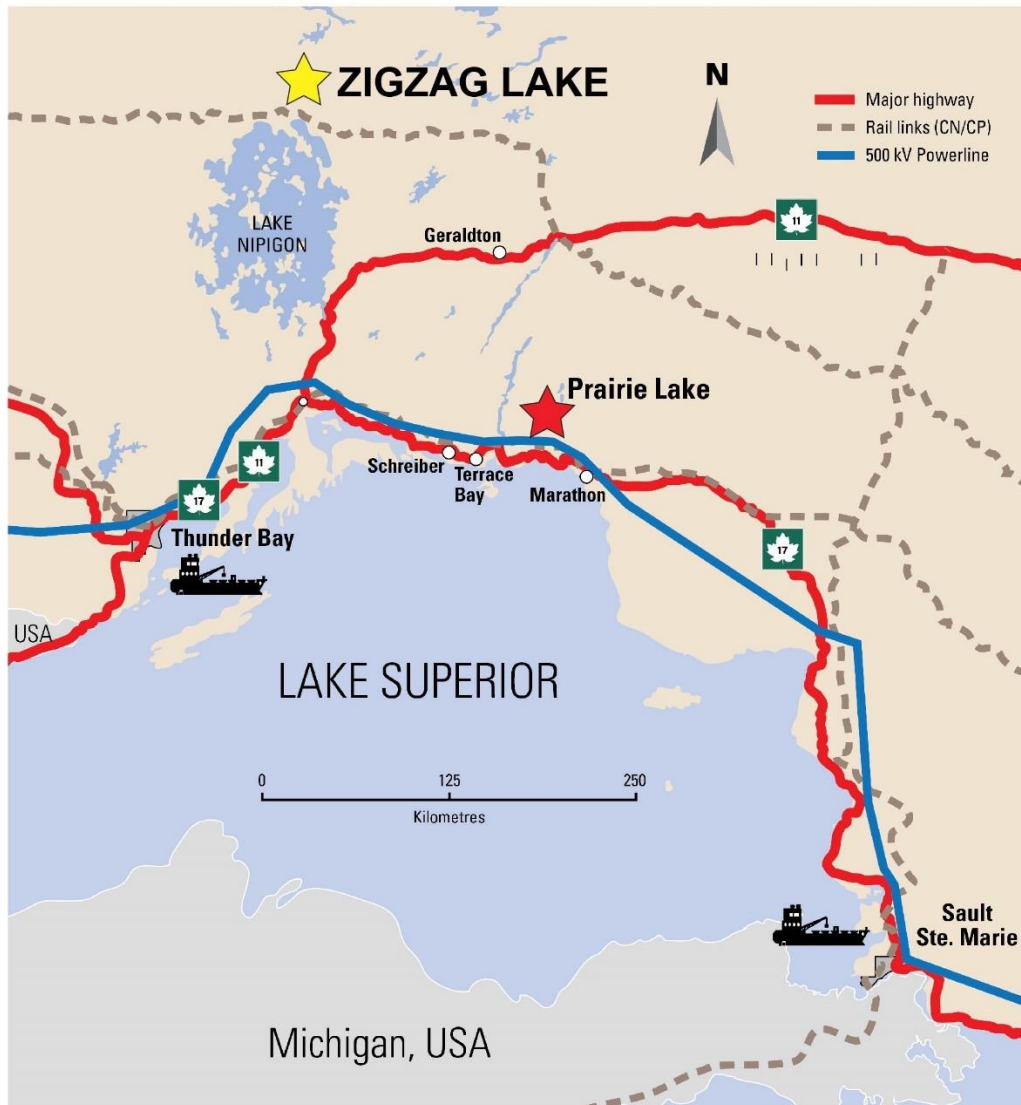 ZIGZAG LAKE
N
Major highway
Rail links (CN/CP)
500 kV Powerline
LAKE
NIPIGON
Geraldton
11
Prairie Lake
11
Schreiber
Terrace
Bay
Marathon
17
Thunder Bay
17
USA
LAKE SUPERIOR
0 125 250
Kilometres
Sault
Ste. Marie
Michigan, USA